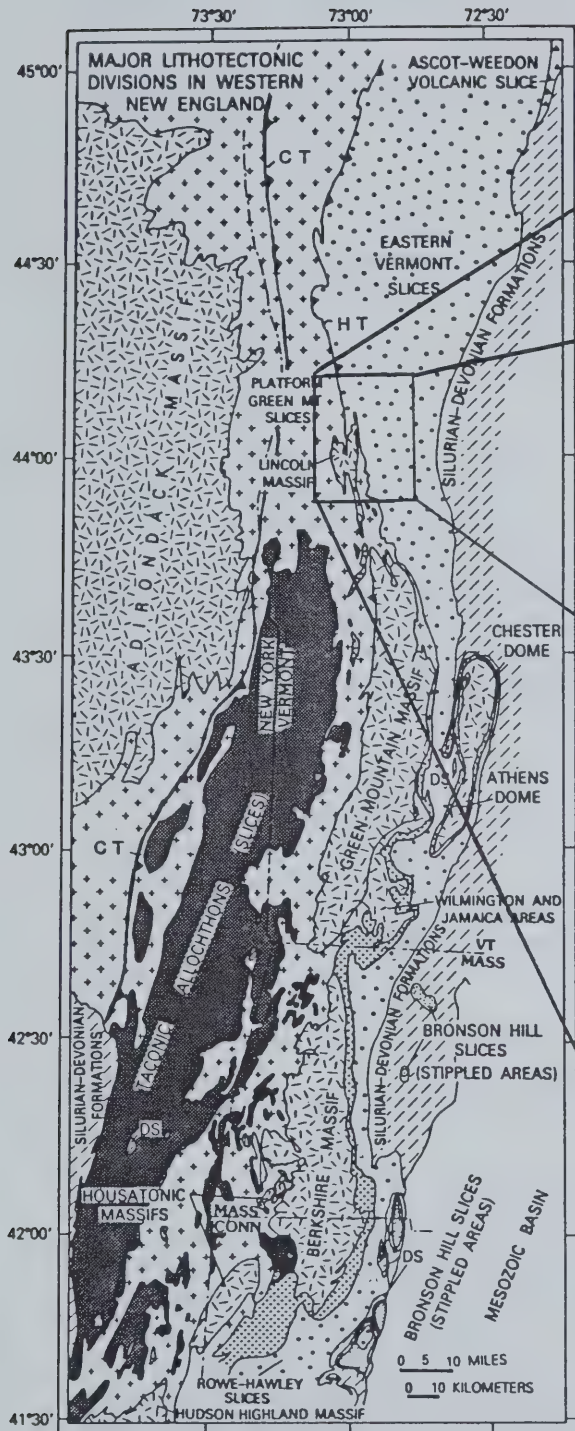 73°30'
73°00'
72°30'
45°00'
MAJOR LITHOTECTONIC
DIVISIONS IN WESTERN
NEW ENGLAND
ASCOT-WEEDON
VOLCANIC SLICE
CT
44°30'
EASTERN
VERMONT
SLICES
HT
SILURIAN-DEVONIAN FORMATIONS
PLATFORM
GREEN MT
SLICES
44°00'
LINCOLN
MASSIF
ADIRONDACK MASSIF
43°30'
NEW YORK
VERMONT
GREEN MOUNTAIN MASSIF
CHESTER
DOME
DS
ATHENS
DOME
43°00'
CT
TACONIC ALLOCHTHONS (SLICES)
WILMINGTON AND
JAMAICA AREAS
VT
MASS
42°30'
SILURIAN-DEVONIAN
FORMATIONS
SILURIAN-DEVONIAN FORMATIONS
BRONSON HILL
SLICES
(STIPPLED AREAS)
DS
BERKSHIRE MASSIF
HOUSATONIC
MASSIFS
MASS
CONN
42°00'
DS
BRONSON HILL SLICES
(STIPPLED AREAS)
MESOZOIC BASIN
0 5 10 MILES
0 10 KILOMETERS
ROWE-HAWLEY
SLICES
HUDSON HIGHLAND MASSIF
41°30'